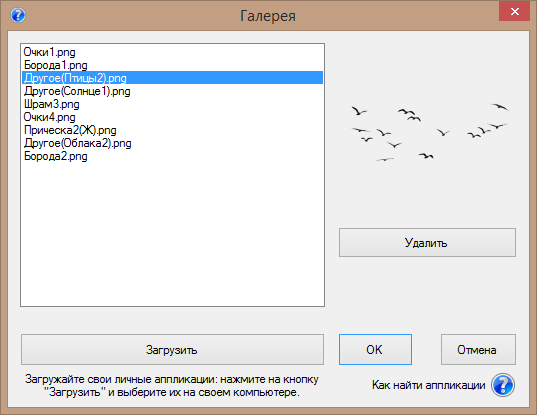 Галерея
Очки1.png
Борода1.png
Другое(Птицы2).png
Другое(Солнце1).png
Шрам3.png
Очки4.png
Прическа2(Ж).png
Другое(Облака2).png
Борода2.png
Удалить
Загрузить
OK
Отмена
Загружайте свои личные аппликации: нажмите на кнопку
"Загрузить" и выберите их на своем компьютере.
Как найти аппликации